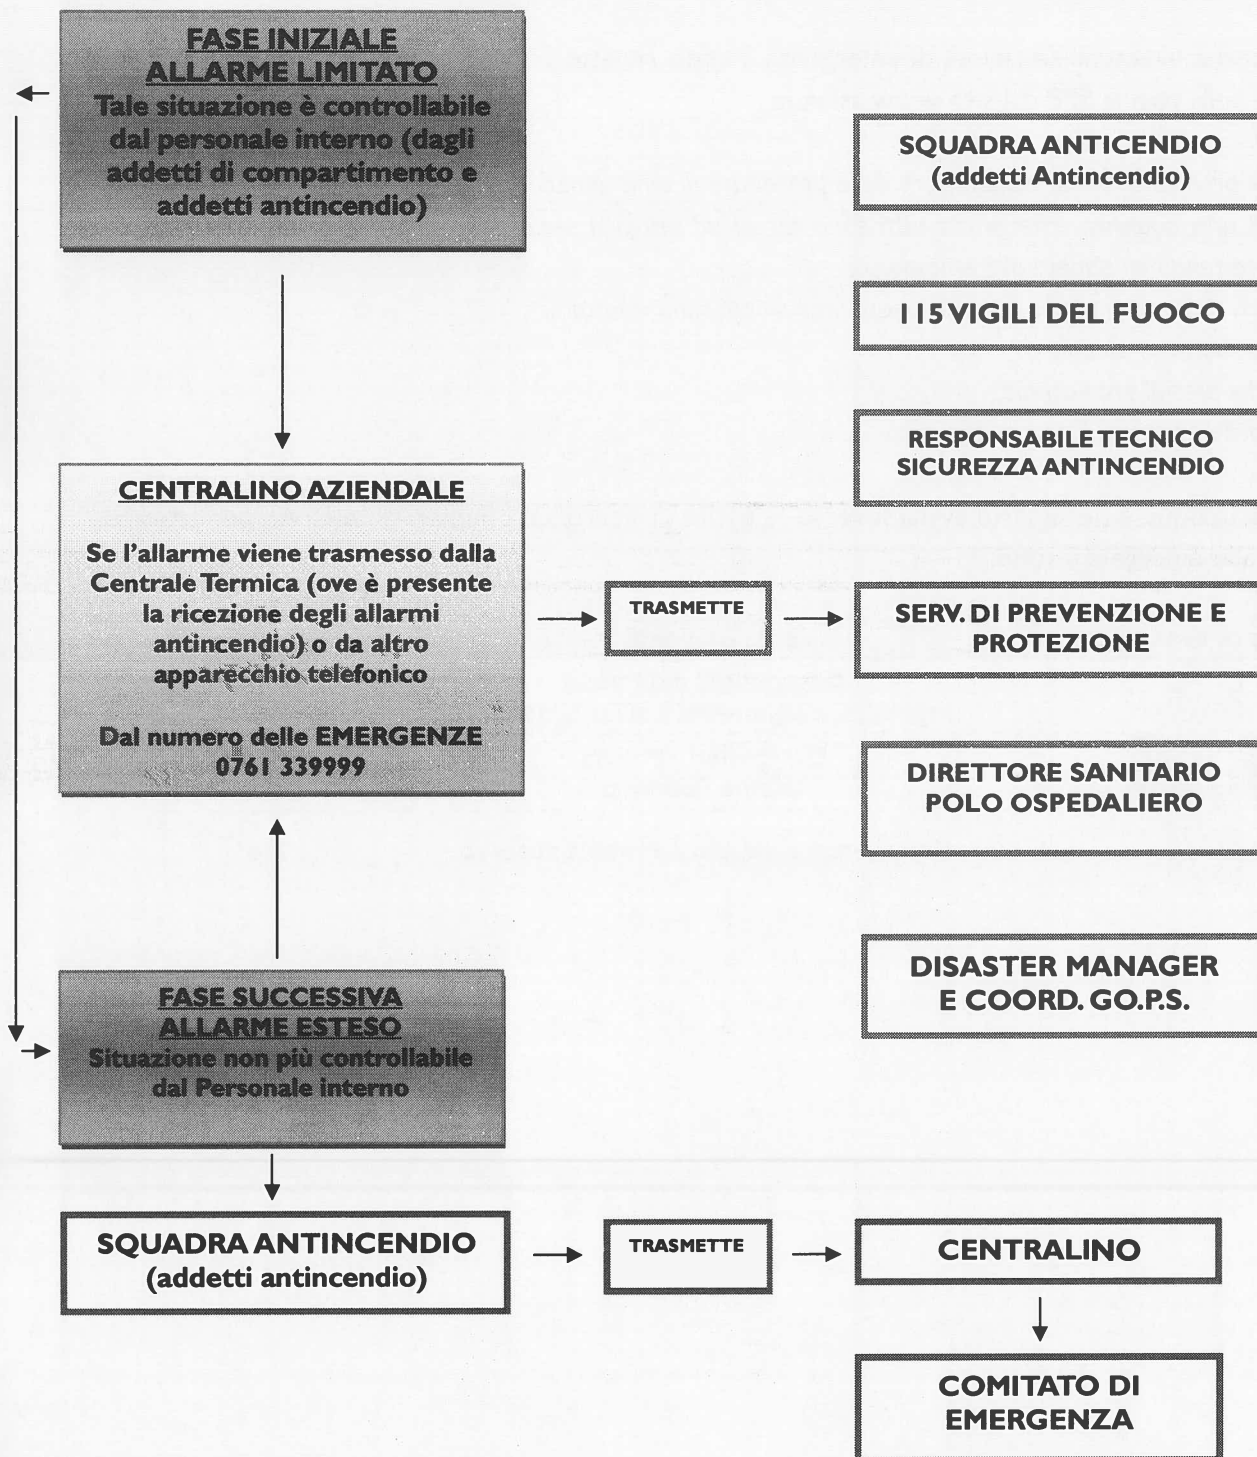 FASE INIZIALE
ALLARME LIMITATO
Tale situazione è controllabile
dal personale interno (dagli
addetti di compartimento e
addetti antincendio)
SQUADRA ANTICENDIO
(addetti Antincendio)
115 VIGILI DEL FUOCO
RESPONSABILE TECNICO
SICUREZZA ANTINCENDIO
CENTRALINO AZIENDALE
Se l'allarme viene trasmesso dalla
Centrale Termica (ove è presente
la ricezione degli allarmi
antincendio) o da altro
apparecchio telefonico
Dal numero delle EMERGENZE
0761 339999
TRASMETTE
SERV. DI PREVENZIONE E
PROTEZIONE
DIRETTORE SANITARIO
POLO OSPEDALIERO
DISASTER MANAGER
E COORD. GO.P.S.
FASE SUCCESSIVA
ALLARME ESTESO
Situazione non più controllabile
dal Personale interno
SQUADRA ANTINCENDIO
(addetti antincendio)
TRASMETTE
CENTRALINO
COMITATO DI
EMERGENZA